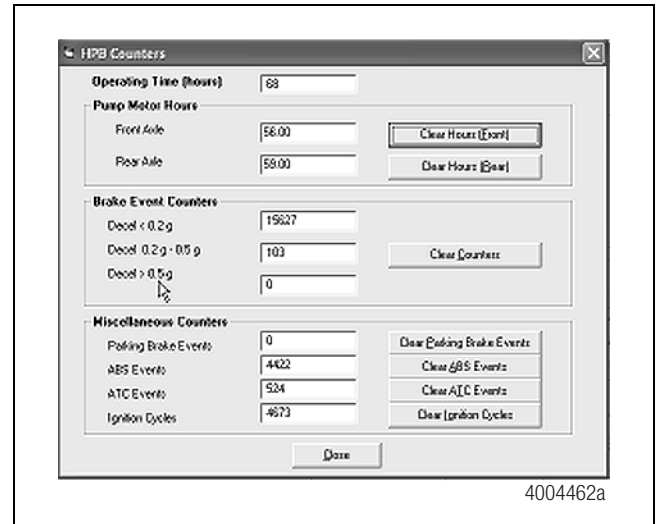 HPB Counters
Operating Time (hours) 68
Pump Motor Hours
Front Axle 56.00 Clear Hours (Front)
Rear Axle 59.00 Clear Hours (Rear)
Brake Event Counters
Decel < 0.2 g 15627
Decel 0.2 g - 0.5 g 103 Clear Counters
Decel > 0.5 g 0
Miscellaneous Counters
Parking Brake Events 0 Clear Parking Brake Events
ABS Events 4422 Clear ABS Events
ATC Events 524 Clear ATC Events
Ignition Cycles 4673 Clear Ignition Cycles
Close
4004462a